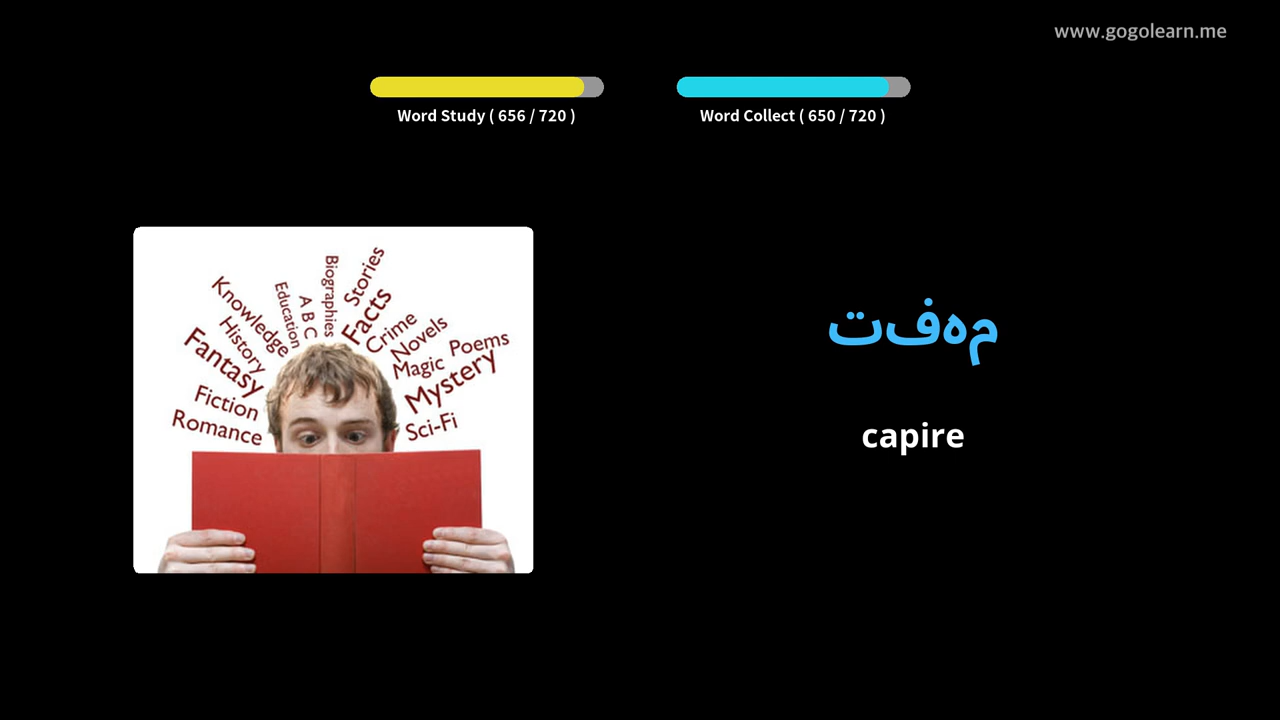 www.gogolearn.me
Word Study ( 656 / 720 )
Word Collect ( 650 / 720 )
Biographies
Stories
Knowledge
Education
A B C
Facts
History
Crime
Novels
Fantasy
Magic
Poems
Fiction
Mystery
Romance
Sci-Fi
مهفت
capire